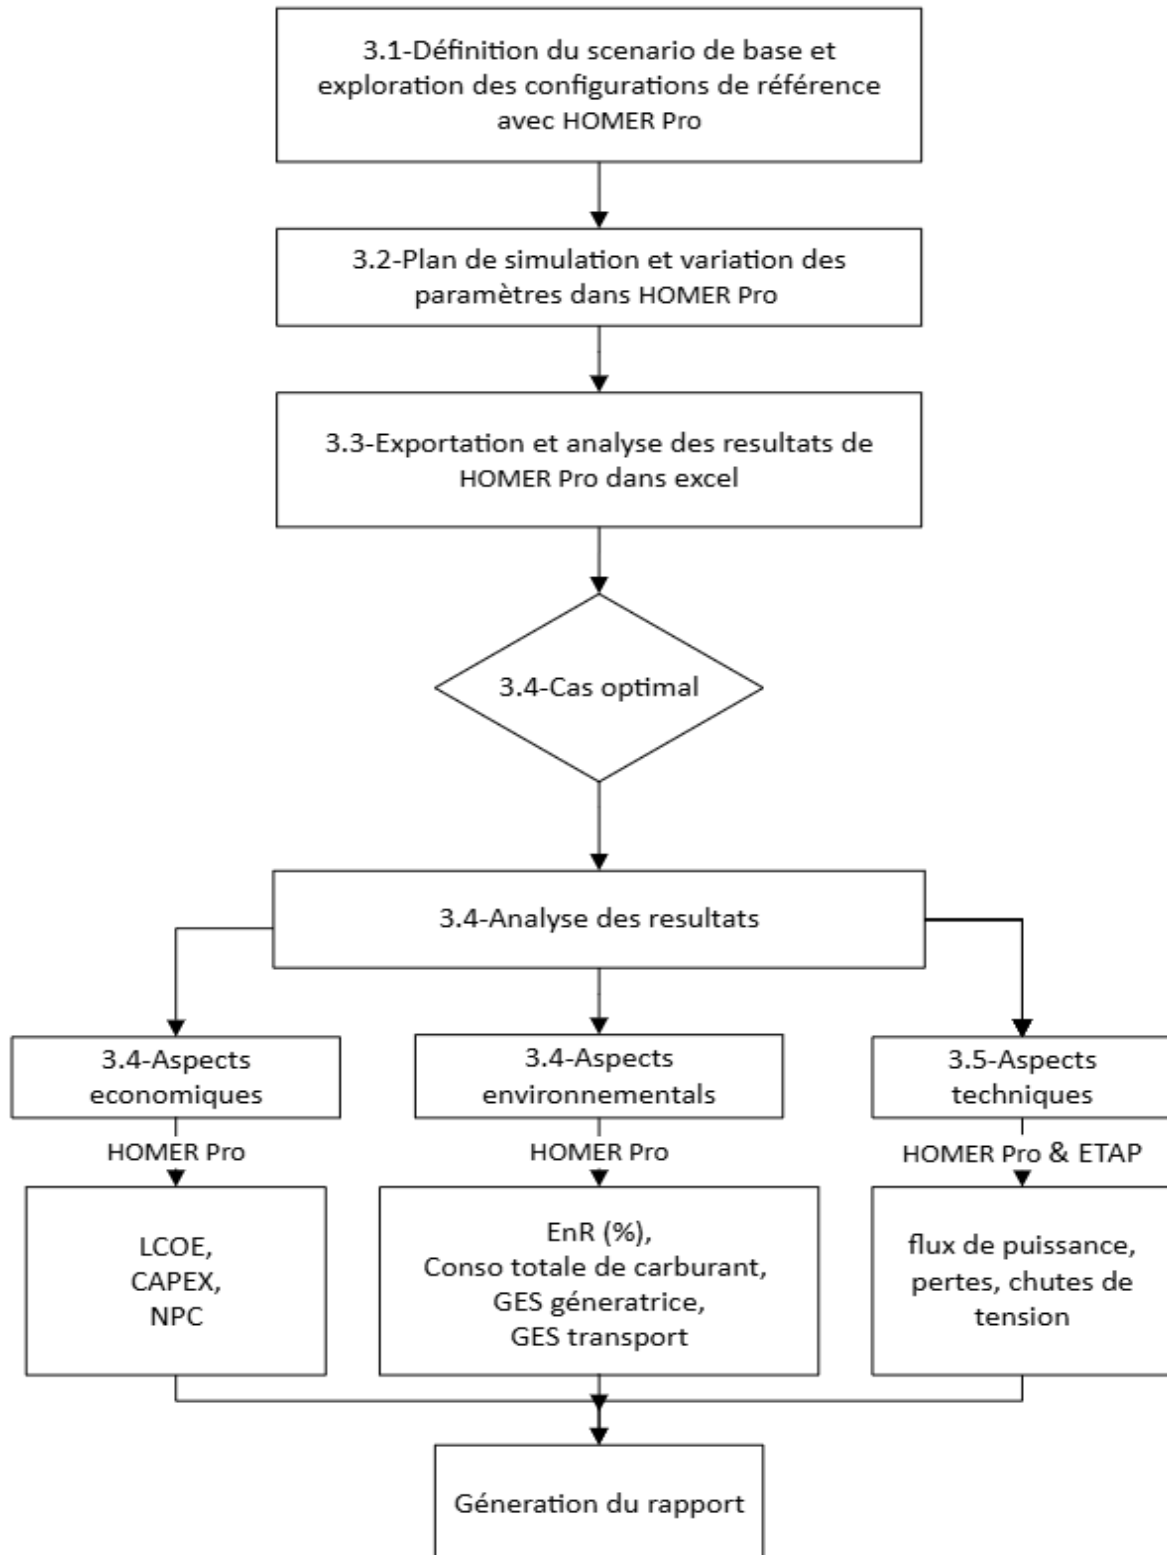 3.1-Définition du scenario de base et
exploration des configurations de référence
avec HOMER Pro
3.2-Plan de simulation et variation des
paramètres dans HOMER Pro
3.3-Exportation et analyse des resultats de
HOMER Pro dans excel
3.4-Cas optimal
3.4-Analyse des resultats
3.4-Aspects
economiques
3.4-Aspects
environnementals
3.5-Aspects
techniques
HOMER Pro
HOMER Pro
HOMER Pro & ETAP
LCOE,
CAPEX,
NPC
EnR (%),
Conso totale de carburant,
GES géneratrice,
GES transport
flux de puissance,
pertes, chutes de
tension
Géneration du rapport